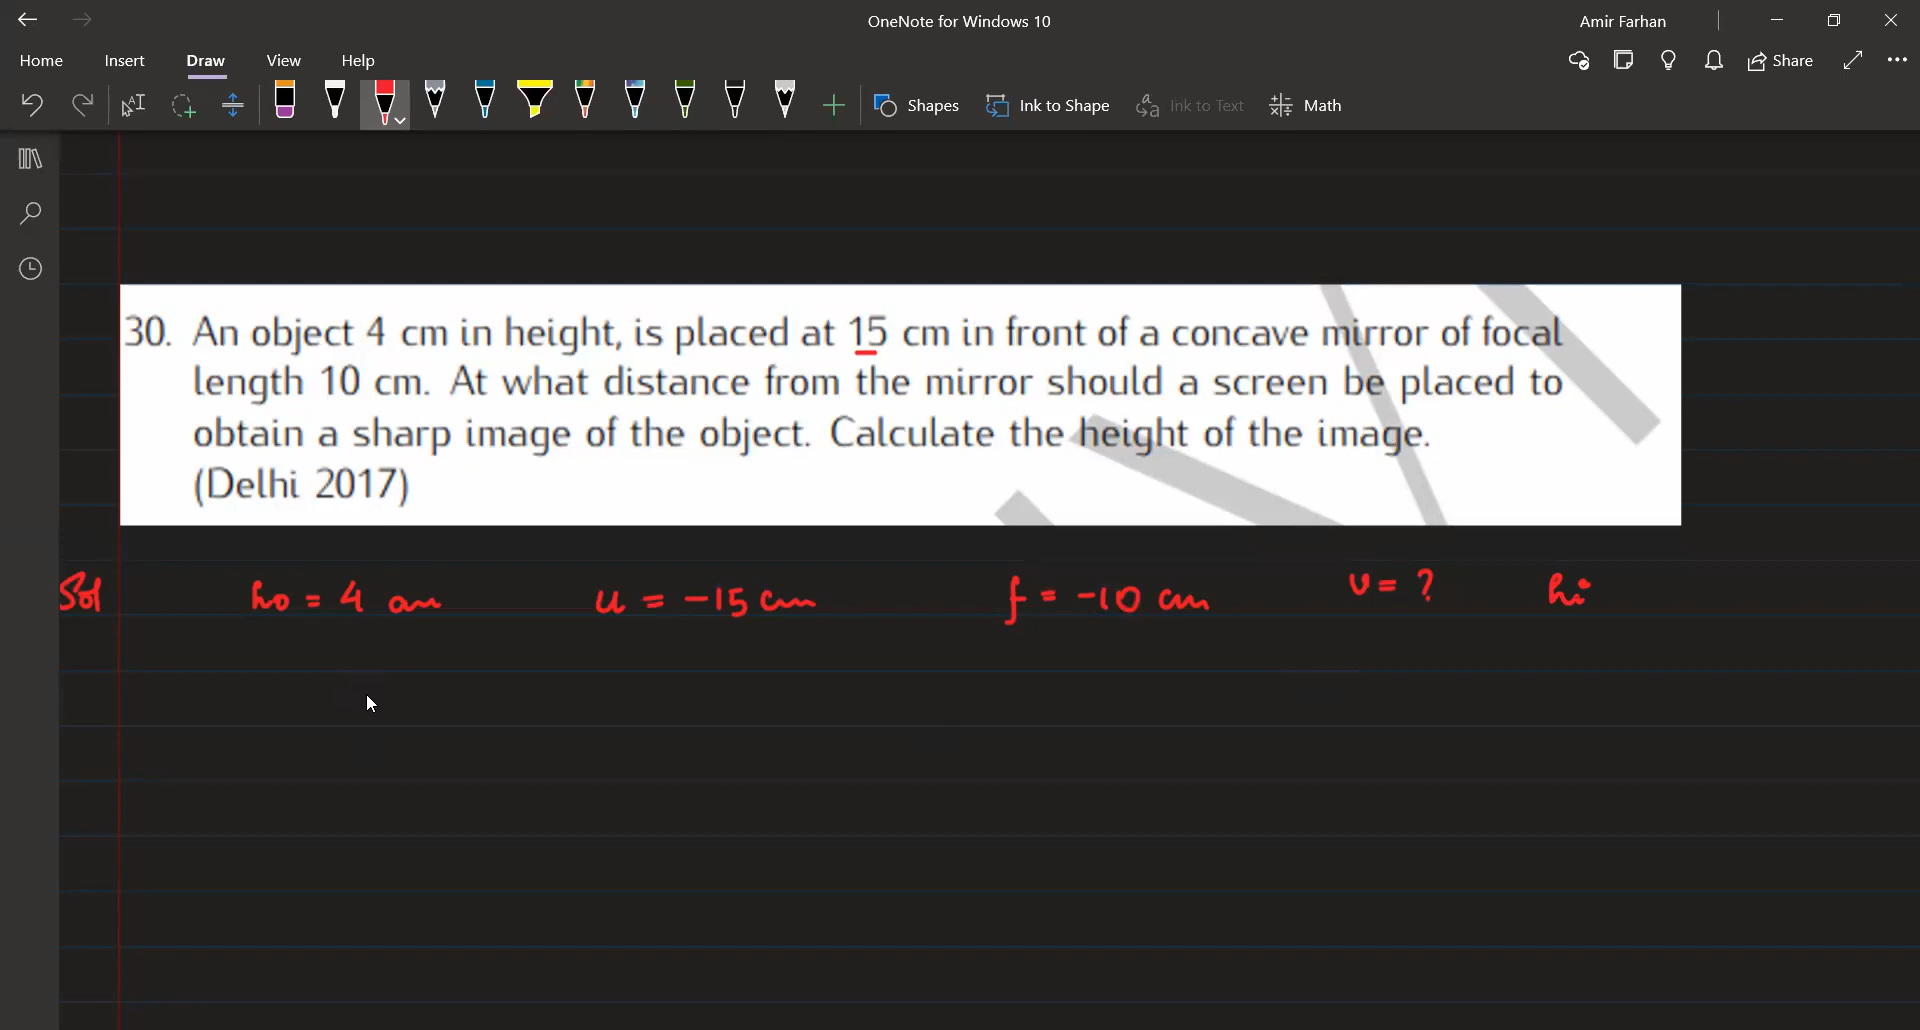 OneNote for Windows 10
Amir Farhan
Home Insert Draw View Help
Share
Shapes Ink to Shape Ink to Text Math
30. An object 4 cm in height, is placed at 15 cm in front of a concave mirror of focal
length 10 cm. At what distance from the mirror should a screen be placed to
obtain a sharp image of the object. Calculate the height of the image.
(Delhi 2017)
Sol ho = 4 cm u = -15 cm f = -10 cm v = ? hi